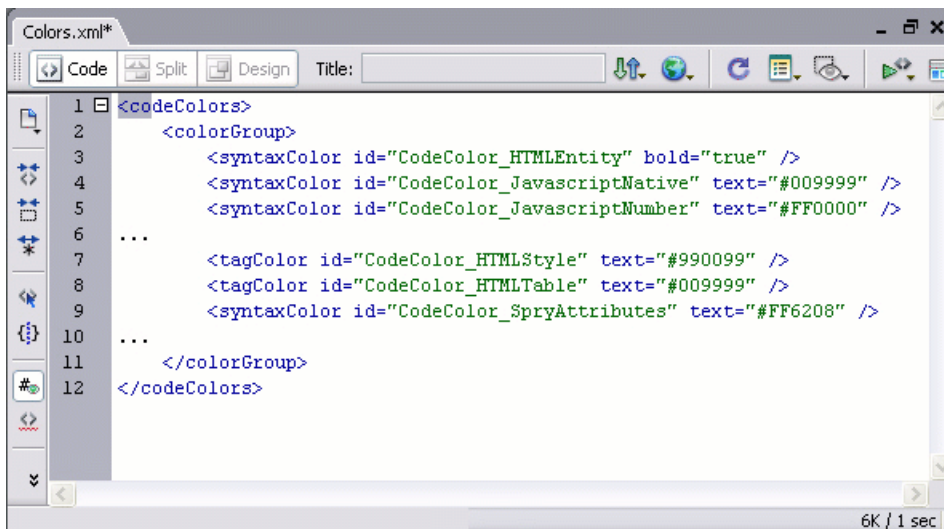 Colors.xml*
Code Split Design Title:
1 <codeColors>
2 <colorGroup>
3 <syntaxColor id="CodeColor_HTMLEntity" bold="true" />
4 <syntaxColor id="CodeColor_JavascriptNative" text="#009999" />
5 <syntaxColor id="CodeColor_JavascriptNumber" text="#FF0000" />
6 ...
7 <tagColor id="CodeColor_HTMLStyle" text="#990099" />
8 <tagColor id="CodeColor_HTMLTable" text="#009999" />
9 <syntaxColor id="CodeColor_SpryAttributes" text="#FF6208" />
10 ...
11 </colorGroup>
12 </codeColors>
6K / 1 sec